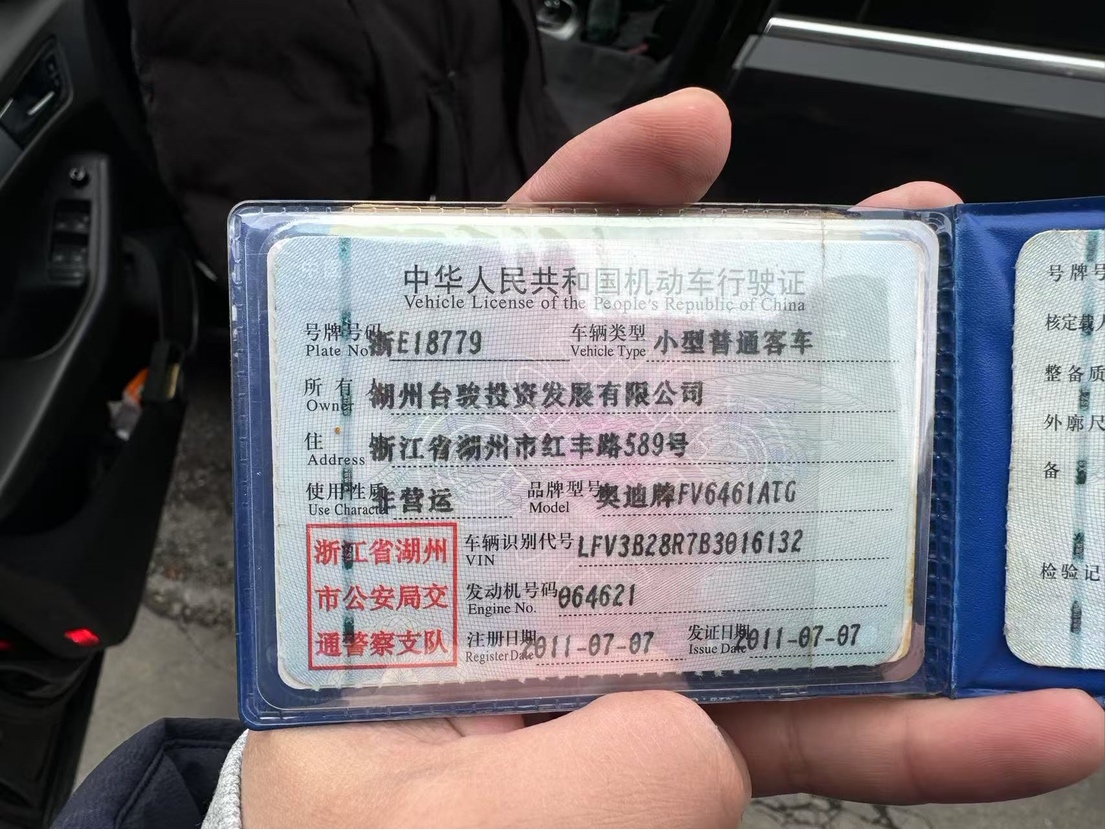 中华人民共和国机动车行驶证
Vehicle License of the People's Republic of China
号牌号码 浙E18779 车辆类型 小型普通客车
Plate No. Vehicle Type
所有人 湖州台骏投资发展有限公司
Owner
住 浙江省湖州市红丰路589号
Address
使用性质 非营运 品牌型号 奥迪牌FV6461ATG
Use Character Model
浙江省湖州
市公安局交
通警察支队
车辆识别代号 LFV3B28R7B3016132
VIN
发动机号码 064621
Engine No.
注册日期 2011-07-07 发证日期 2011-07-07
Register Date Issue Date
号牌号
核定载人
整备质
外廓尺
备
检验记